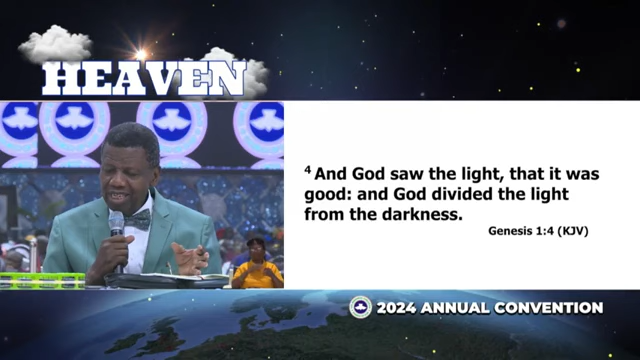 HEAVEN
4 And God saw the light, that it was
good: and God divided the light
from the darkness.
Genesis 1:4 (KJV)
2024 ANNUAL CONVENTION